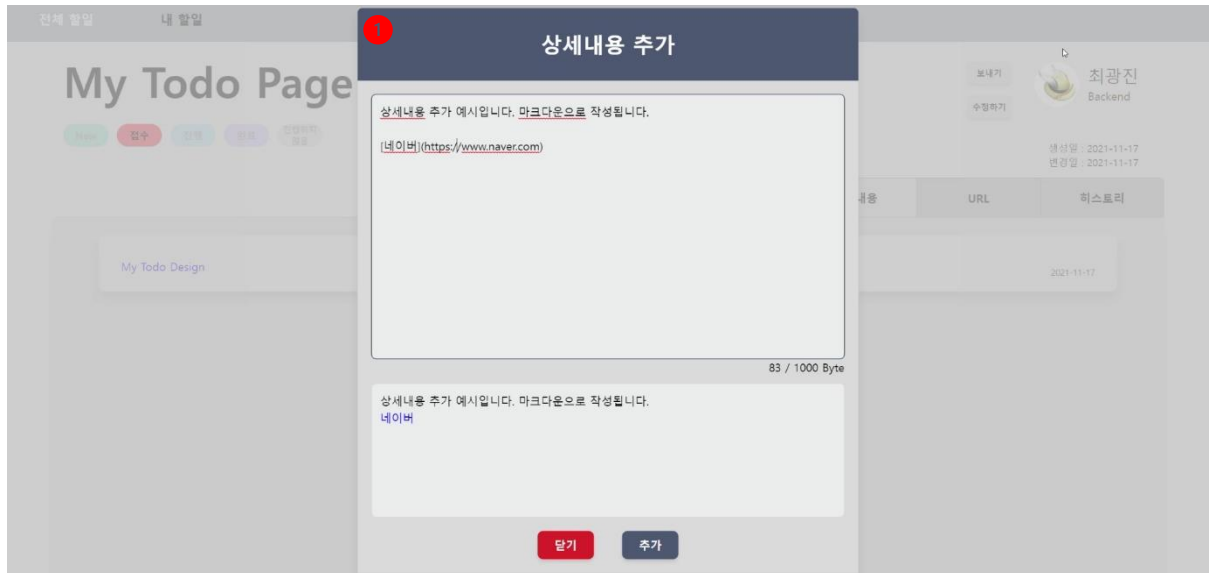 전체 할일 내 할일
1
상세내용 추가
My Todo Page
보내기
수정하기
최광진
Backend
접수
생성일 : 2021-11-17
변경일 : 2021-11-17
상세내용 추가 예시입니다. 마크다운으로 작성됩니다.
[네이버](https://www.naver.com)
내용 URL 히스토리
My Todo Design
2021-11-17
83 / 1000 Byte
상세내용 추가 예시입니다. 마크다운으로 작성됩니다.
네이버
닫기 추가